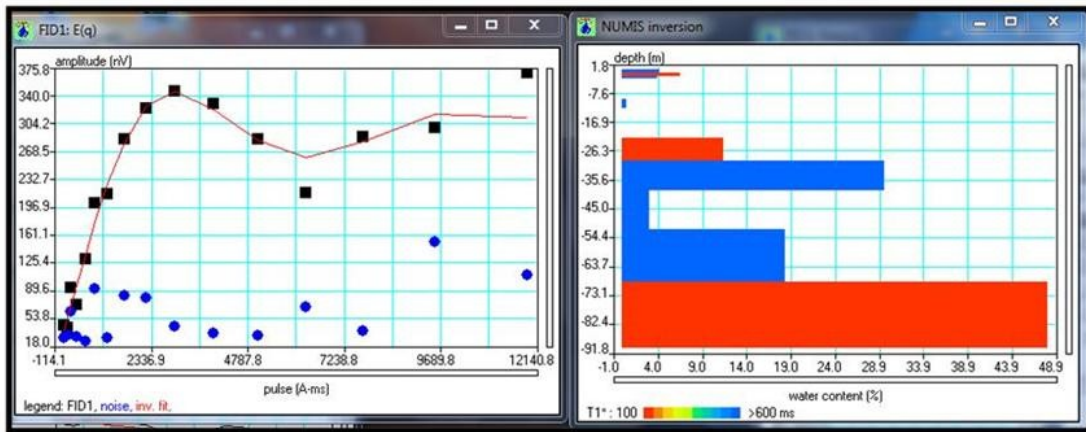 FID1: E(q)
amplitude (nV)
375.8
340.0
304.2
268.5
232.7
196.9
161.1
125.4
89.6
53.8
18.0
-114.1 2336.9 4787.8 7238.8 9689.8 12140.8
pulse (A-ms)
legend: FID1, noise, inv. fit,
NUMIS inversion
depth (m)
1.8
-7.6
-16.9
-26.3
-35.6
-45.0
-54.4
-63.7
-73.1
-82.4
-91.8
-1.0 4.0 9.0 14.0 19.0 24.0 28.9 33.9 38.9 43.9 48.9
water content (%)
T1* : 100 >600 ms